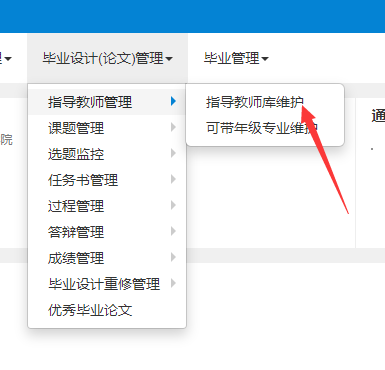 毕业设计(论文)管理 毕业管理
指导教师管理 指导教师库维护
课题管理 可带年级专业维护
院
选题监控
任务书管理
过程管理
答辩管理
成绩管理
毕业设计重修管理
优秀毕业论文